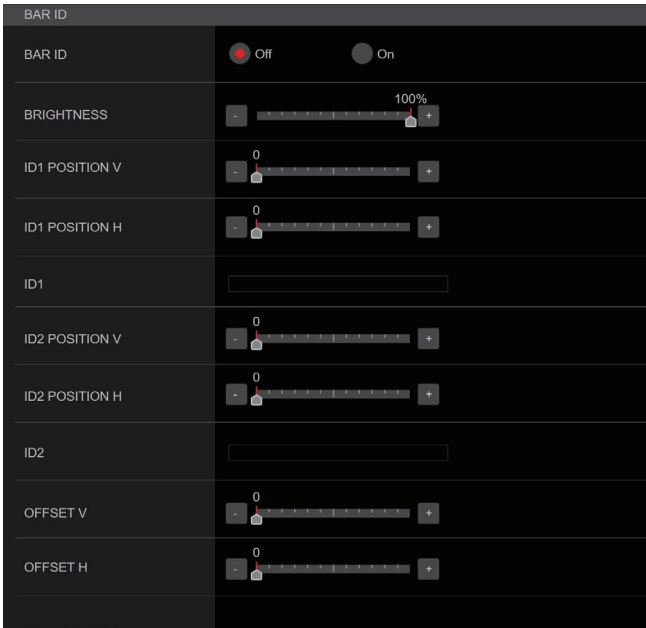 BAR ID
BAR ID Off On
100%
BRIGHTNESS - +
0
ID1 POSITION V - +
0
ID1 POSITION H - +
ID1
0
ID2 POSITION V - +
0
ID2 POSITION H - +
ID2
0
OFFSET V - +
0
OFFSET H - +